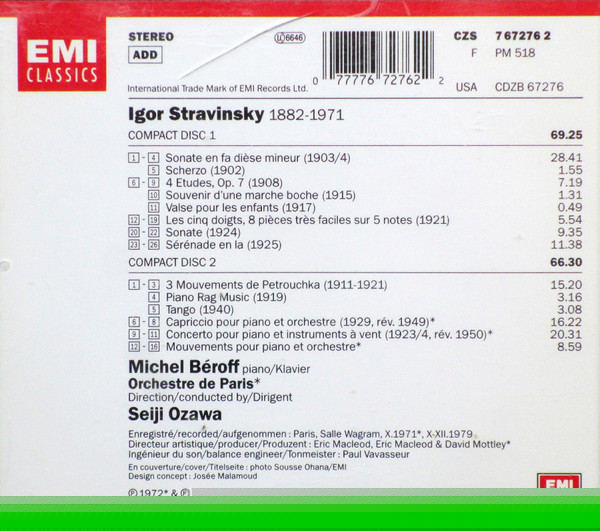 EMI
CLASSICS
STEREO
ADD
LC 6646
CZS 7 67276 2
F PM 518
0 77776 72762 2
International Trade Mark of EMI Records Ltd.
USA CDZB 67276
Igor Stravinsky 1882-1971
COMPACT DISC 1 69.25
1 - 4 Sonate en fa dièse mineur (1903/4) 28.41
5 Scherzo (1902) 1.55
6 - 9 4 Etudes, Op. 7 (1908) 7.19
10 Souvenir d'une marche boche (1915) 1.31
11 Valse pour les enfants (1917) 0.49
12 - 19 Les cinq doigts, 8 pièces très faciles sur 5 notes (1921) 5.54
20 - 22 Sonate (1924) 9.35
23 - 26 Sérénade en la (1925) 11.38
COMPACT DISC 2 66.30
1 - 3 3 Mouvements de Petrouchka (1911-1921) 15.20
4 Piano Rag Music (1919) 3.16
5 Tango (1940) 3.08
6 - 8 Capriccio pour piano et orchestre (1929, rév. 1949)* 16.22
9 - 11 Concerto pour piano et instruments à vent (1923/4, rév. 1950)* 20.31
12 - 16 Mouvements pour piano et orchestre* 8.59
Michel Béroff piano/Klavier
Orchestre de Paris*
Direction/conducted by/Dirigent
Seiji Ozawa
Enregistré/recorded/aufgenommen : Paris, Salle Wagram, X.1971*, X-XII.1979
Directeur artistique/producer/Produzent : Eric Macleod, Eric Macleod & David Mottley*
Ingénieur du son/balance engineer/Tonmeister : Paul Vavasseur
En couverture/cover/Titelseite : photo Sousse Ohana/EMI
Design concept : Josée Malamoud
℗ 1972* & ℗
EMI